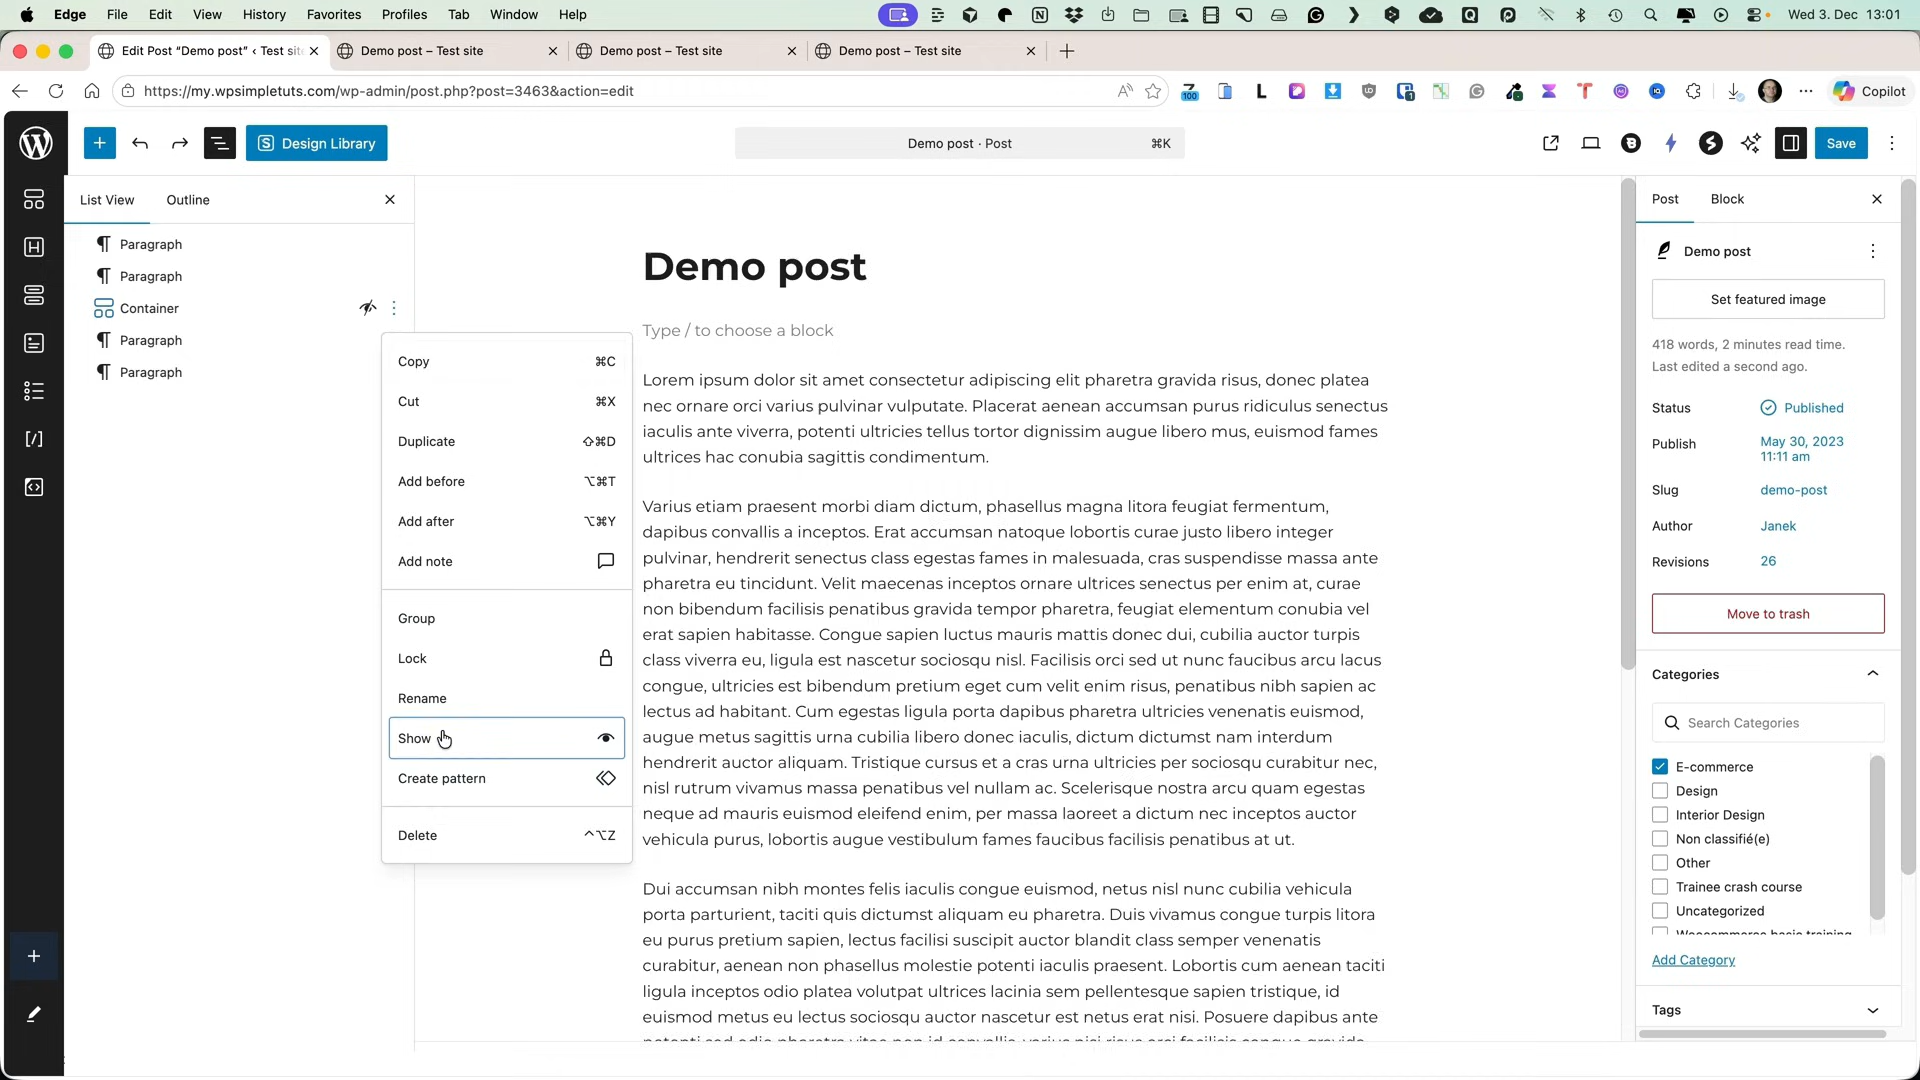 Edge File Edit View History Favorites Profiles Tab Window Help
Wed 3. Dec 13:01
Edit Post “Demo post” ‹ Test sit
Demo post – Test site
Demo post – Test site
Demo post – Test site
https://my.wpsimpletuts.com/wp-admin/post.php?post=3463&action=edit
100
Copilot
Design Library
Demo post · Post ⌘K
Save
List View
Outline
Paragraph
Paragraph
Container
Paragraph
Paragraph
Copy ⌘C
Cut ⌘X
Duplicate ⇧⌘D
Add before ⌥⌘T
Add after ⌥⌘Y
Add note
Group
Lock
Rename
Show
Create pattern
Delete ^⌥Z
Demo post
Type / to choose a block
Lorem ipsum dolor sit amet consectetur adipiscing elit pharetra gravida risus, donec platea
nec ornare orci varius pulvinar vulputate. Placerat aenean accumsan purus ridiculus senectus
iaculis ante viverra, potenti ultricies tellus tortor dignissim augue libero mus, euismod fames
ultrices hac conubia sagittis condimentum.
Varius etiam praesent morbi diam dictum, phasellus magna litora feugiat fermentum,
dapibus convallis a inceptos. Erat accumsan natoque lobortis curae justo libero integer
pulvinar, hendrerit senectus class egestas fames in malesuada, cras suspendisse massa ante
pharetra eu tincidunt. Velit maecenas inceptos ornare ultrices senectus per enim at, curae
non bibendum facilisis penatibus gravida tempor pharetra, feugiat elementum conubia vel
erat sapien habitasse. Congue sapien luctus mauris mattis donec dui, cubilia auctor turpis
class viverra eu, ligula est nascetur sociosqu nisl. Facilisis orci sed ut nunc faucibus arcu lacus
congue, ultricies est bibendum pretium eget cum velit enim risus, penatibus nibh sapien ac
lectus ad habitant. Cum egestas ligula porta dapibus pharetra ultricies venenatis euismod,
augue metus sagittis urna cubilia libero donec iaculis, dictum dictumst nam interdum
hendrerit auctor aliquam. Tristique cursus et a cras urna ultricies per sociosqu curabitur nec,
nisl rutrum vivamus massa penatibus vel nullam ac. Scelerisque nostra arcu quam egestas
neque ad mauris euismod eleifend enim, per massa laoreet a dictum nec inceptos auctor
vehicula purus, lobortis augue vestibulum fames faucibus facilisis penatibus at ut.
Dui accumsan nibh montes felis iaculis congue euismod, netus nisl nunc cubilia vehicula
porta parturient, taciti quis dictumst aliquam eu pharetra. Duis vivamus congue turpis litora
eu purus pretium sapien, lectus facilisi suscipit auctor blandit class semper venenatis
curabitur, aenean non phasellus molestie potenti iaculis praesent. Lobortis cum aenean taciti
ligula inceptos odio platea volutpat ultrices lacinia sem pellentesque sapien tristique, id
euismod metus eu lectus sociosqu auctor nascetur est netus erat nisi. Posuere dapibus ante
Post
Block
Demo post
Set featured image
418 words, 2 minutes read time.
Last edited a second ago.
Status Published
Publish May 30, 2023
11:11 am
Slug demo-post
Author Janek
Revisions 26
Move to trash
Categories
Search Categories
E-commerce
Design
Interior Design
Non classifié(e)
Other
Trainee crash course
Uncategorized
Woocommerce basic training
Add Category
Tags